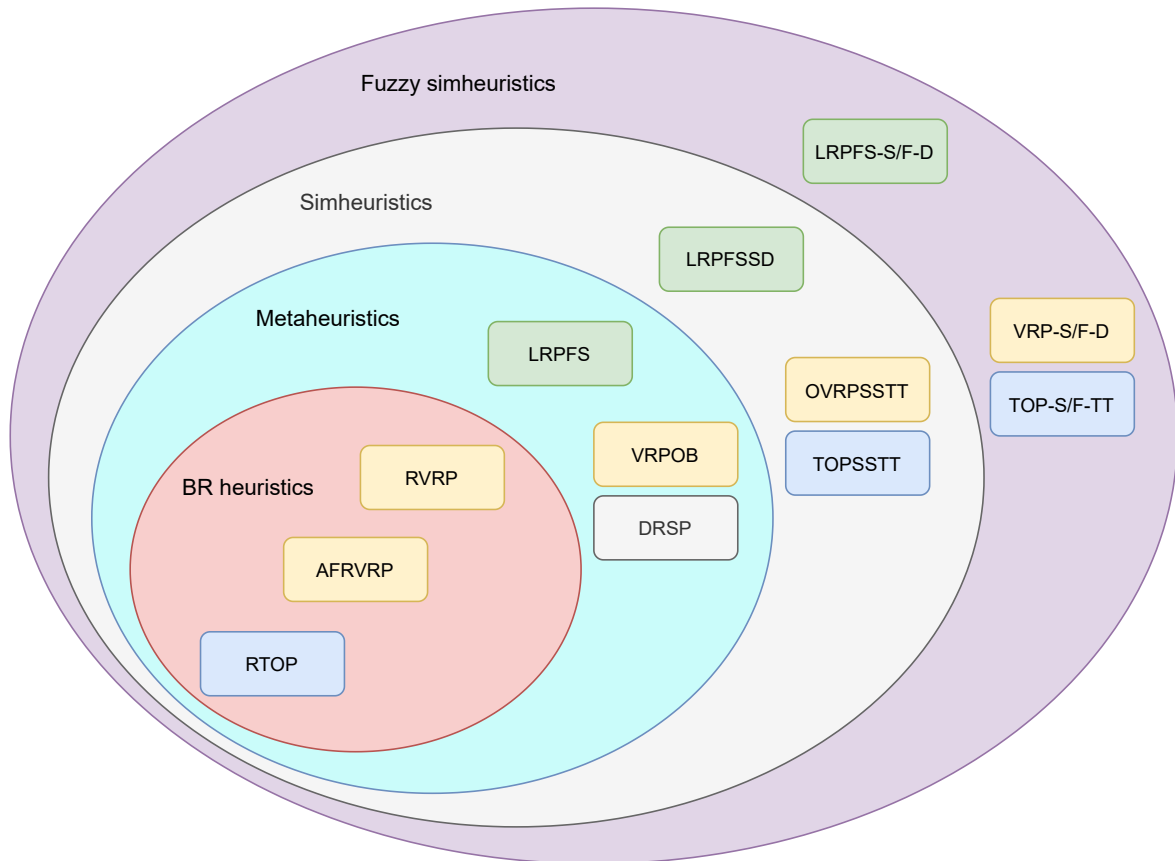 Fuzzy simheuristics
LRPFS-S/F-D
Simheuristics
LRPFSSD
Metaheuristics
LRPFS
VRP-S/F-D
OVRPSSTT
TOP-S/F-TT
VRPOB
TOPSSTT
BR heuristics
RVRP
DRSP
AFRVRP
RTOP